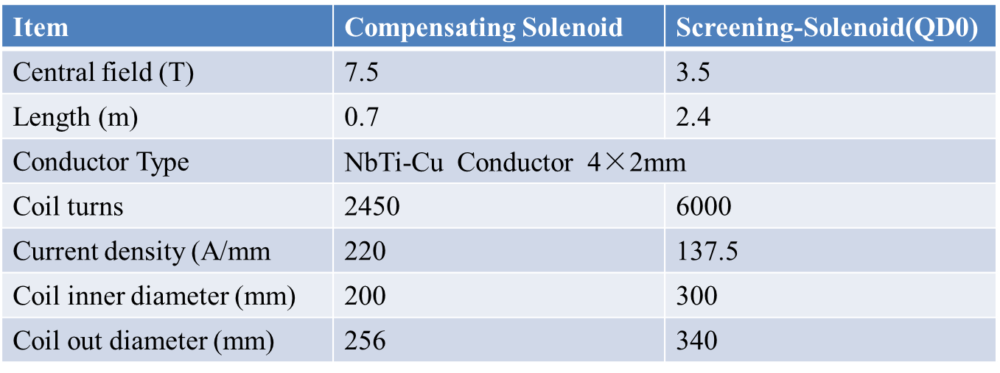 Item Compensating Solenoid Screening-Solenoid(QD0)
Central field (T) 7.5 3.5
Length (m) 0.7 2.4
Conductor Type NbTi-Cu Conductor 4×2mm
Coil turns 2450 6000
Current density (A/mm 220 137.5
Coil inner diameter (mm) 200 300
Coil out diameter (mm) 256 340